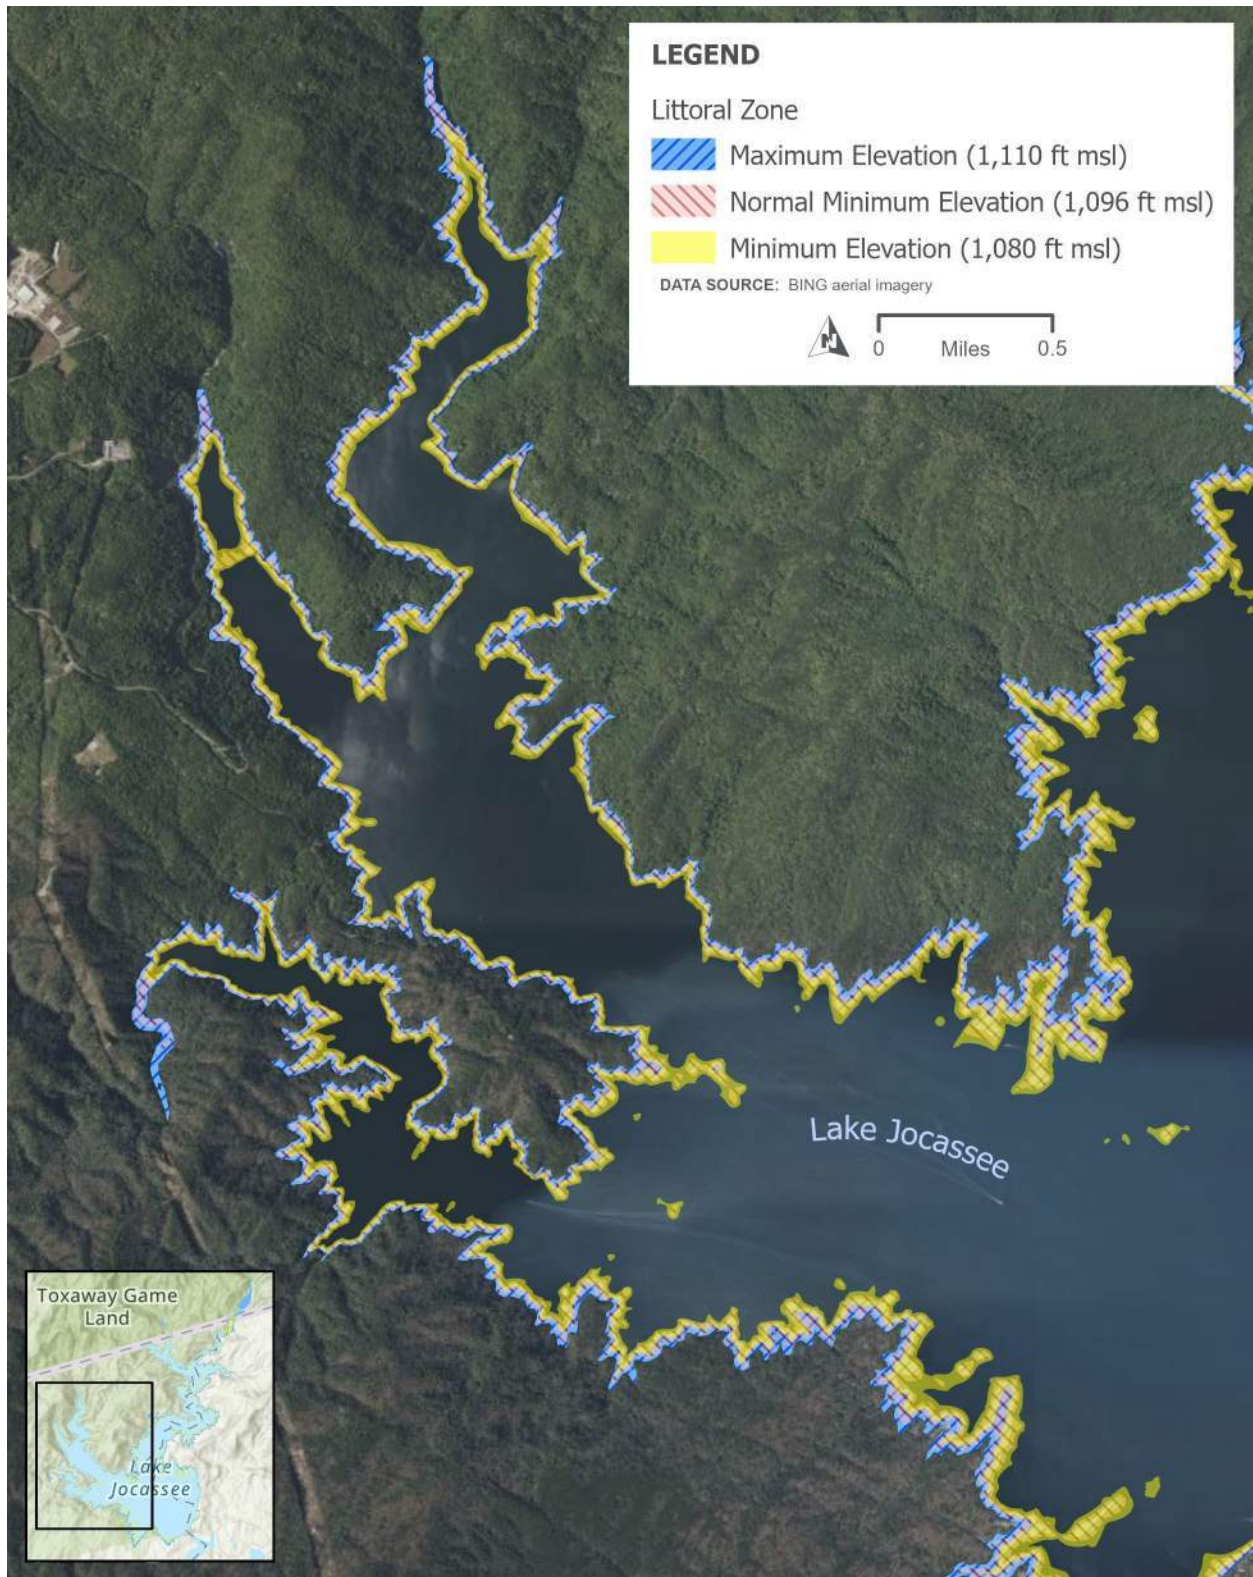 LEGEND
Littoral Zone
Maximum Elevation (1,110 ft msl)
Normal Minimum Elevation (1,096 ft msl)
Minimum Elevation (1,080 ft msl)
DATA SOURCE: BING aerial imagery
N
0 Miles 0.5
Lake Jocassee
Toxaway Game
Land
Lake
Jocassee